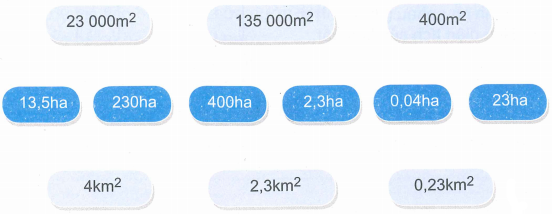 23 000m² 135 000m² 400m²
13,5ha 230ha 400ha 2,3ha 0,04ha 23ha
4km² 2,3km² 0,23km²